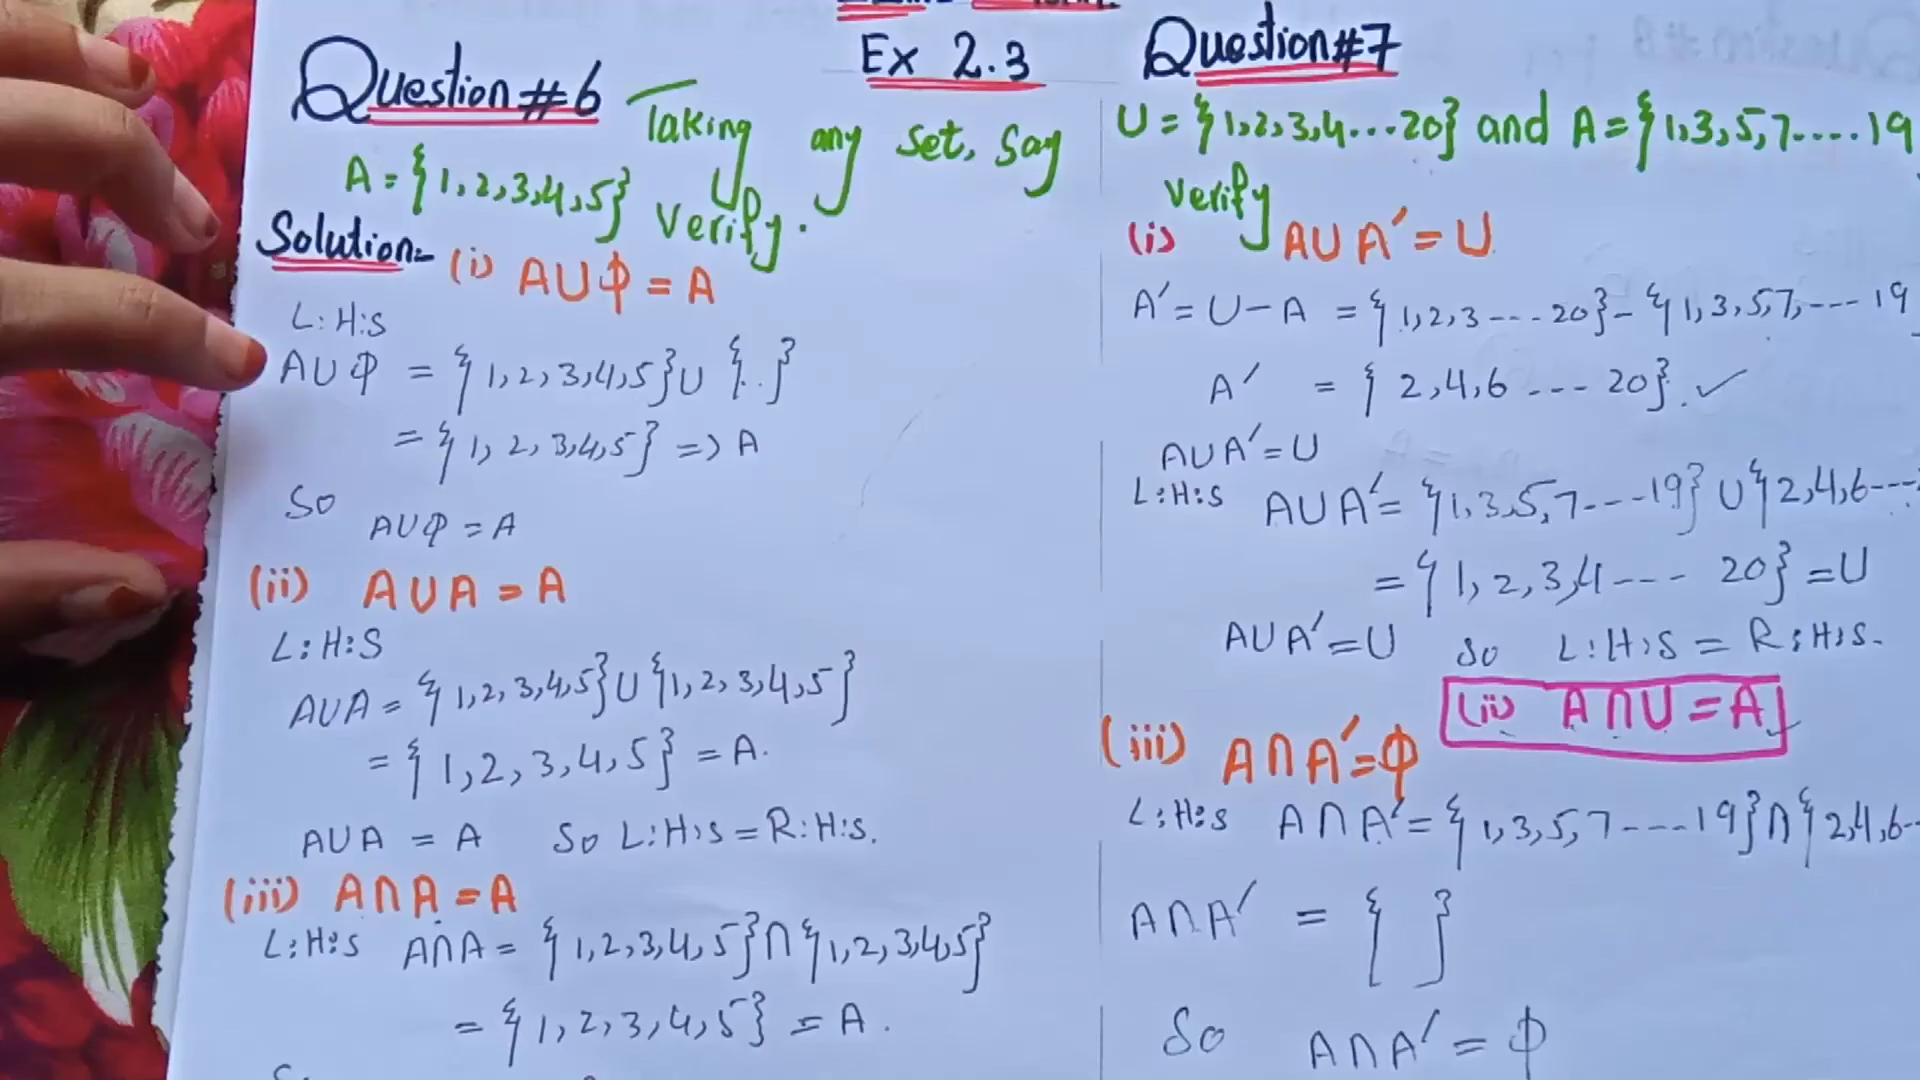 Ex 2.3
Question#6 Taking any set, say
A = {1,2,3,4,5} Verify.
Solution:- (i) A∪ϕ = A
L:H:S
A∪ϕ = {1,2,3,4,5}∪{..}
= {1,2,3,4,5} => A
So
A∪ϕ = A
(ii) A∪A = A
L:H:S
A∪A = {1,2,3,4,5}∪{1,2,3,4,5}
= {1,2,3,4,5} = A.
A∪A = A So L:H:S = R:H:S.
(iii) A∩A = A
L:H:S A∩A = {1,2,3,4,5}∩{1,2,3,4,5}
= {1,2,3,4,5} = A.
Question#7
U = {1,2,3,4...20} and A = {1,3,5,7....19
Verify
(i) A∪A′ = U
A′ = U-A = {1,2,3---.20}-{1,3,5,7,---.19
A′ = {2,4,6 ---20}. ✓
A∪A′ = U
L:H:S A∪A′ = {1,3,5,7---19}∪{2,4,6---
= {1,2,3,4--- 20} = U
A∪A′ = U So L:H:S = R:H:S.
(ii) A∩U = A
(iii) A∩A′ = ϕ
L:H:S A∩A′ = {1,3,5,7----19}∩{2,4,6-
A∩A′ = { }
So A∩A′ = ϕ